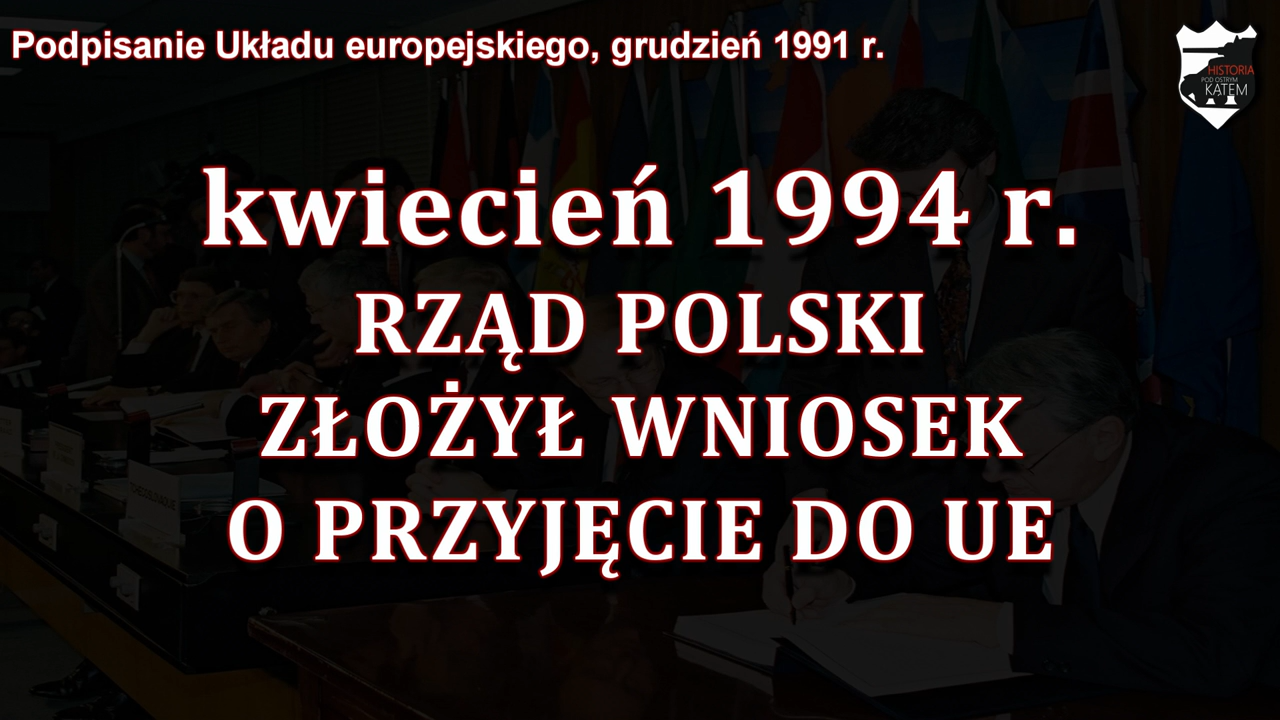 Podpisanie Układu europejskiego, grudzień 1991 r.
HISTORIA
POD OSTRYM
KĄTEM
kwiecień 1994 r.
RZĄD POLSKI
ZŁOŻYŁ WNIOSEK
O PRZYJĘCIE DO UE